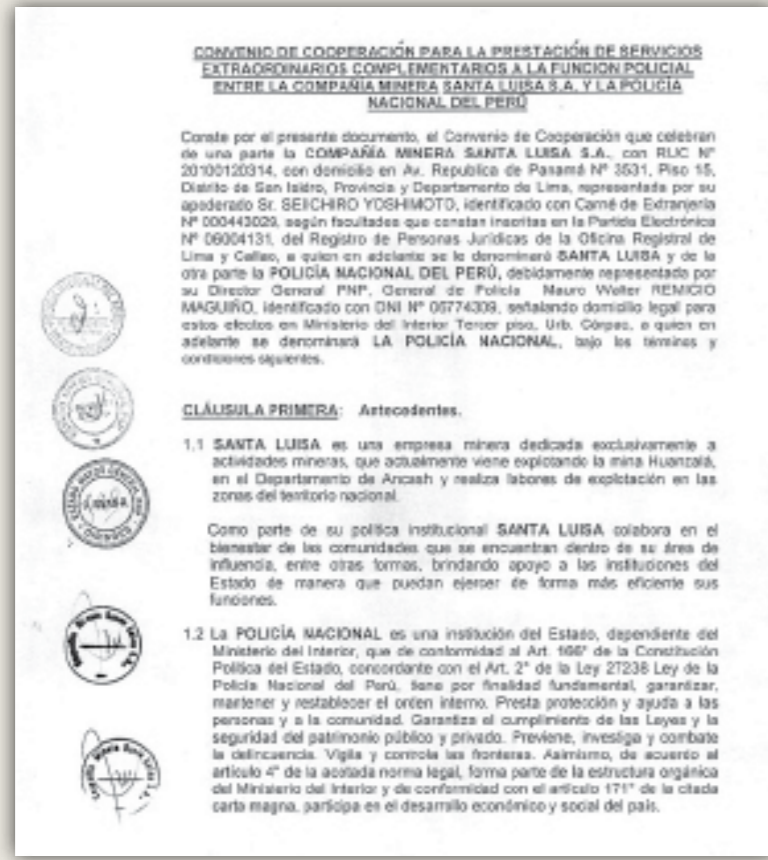 CONVENIO DE COOPERACIÓN PARA LA PRESTACIÓN DE SERVICIOS
EXTRAORDINARIOS COMPLEMENTARIOS A LA FUNCION POLICIAL
ENTRE LA COMPAÑÍA MINERA SANTA LUISA S.A. Y LA POLICÍA
NACIONAL DEL PERÚ
Conste por el presente documento, el Convenio de Cooperación que celebran
de una parte la COMPAÑÍA MINERA SANTA LUISA S.A., con RUC N°
20100120314, con domicilio en Av. Republica de Panamá N° 3531, Piso 15,
Distrito de San Isidro, Provincia y Departamento de Lima, representada por su
apoderado Sr. SEIICHIRO YOSHIMOTO, identificado con Carné de Extranjería
N° 000443029, según facultades que constan inscritas en la Partida Electrónica
N° 06004131, del Registro de Personas Jurídicas de la Oficina Registral de
Lima y Callao, a quien en adelante se le denominará SANTA LUISA y de la
otra parte la POLICÍA NACIONAL DEL PERÚ, debidamente representada por
su Director General PNP, General de Policía Mauro Walter REMICIO
MAGUIÑO, identificado con DNI N° 05774309, señalando domicilio legal para
estos efectos en Ministerio del Interior Tercer piso, Urb. Córpac, a quien en
adelante se denominará LA POLICÍA NACIONAL, bajo los términos y
condiciones siguientes.
CLÁUSULA PRIMERA: Antecedentes.
1.1 SANTA LUISA es una empresa minera dedicada exclusivamente a
actividades mineras, que actualmente viene explotando la mina Huanzalá,
en el Departamento de Ancash y realiza labores de explotación en las
zonas del territorio nacional.
Como parte de su política institucional SANTA LUISA colabora en el
bienestar de las comunidades que se encuentran dentro de su área de
influencia, entre otras formas, brindando apoyo a las instituciones del
Estado de manera que puedan ejercer de forma más eficiente sus
funciones.
1.2 La POLICÍA NACIONAL es una institución del Estado, dependiente del
Ministerio del Interior, que de conformidad al Art. 166° de la Constitución
Política del Estado, concordante con el Art. 2° de la Ley 27238 Ley de la
Policía Nacional del Perú, tiene por finalidad fundamental, garantizar,
mantener y restablecer el orden interno. Presta protección y ayuda a las
personas y a la comunidad. Garantiza el cumplimiento de las Leyes y la
seguridad del patrimonio público y privado. Previene, investiga y combate
la delincuencia. Vigila y controla las fronteras. Asimismo, de acuerdo al
artículo 4° de la acotada norma legal, forma parte de la estructura orgánica
del Ministerio del Interior y de conformidad con el artículo 171° de la citada
carta magna, participa en el desarrollo económico y social del país.